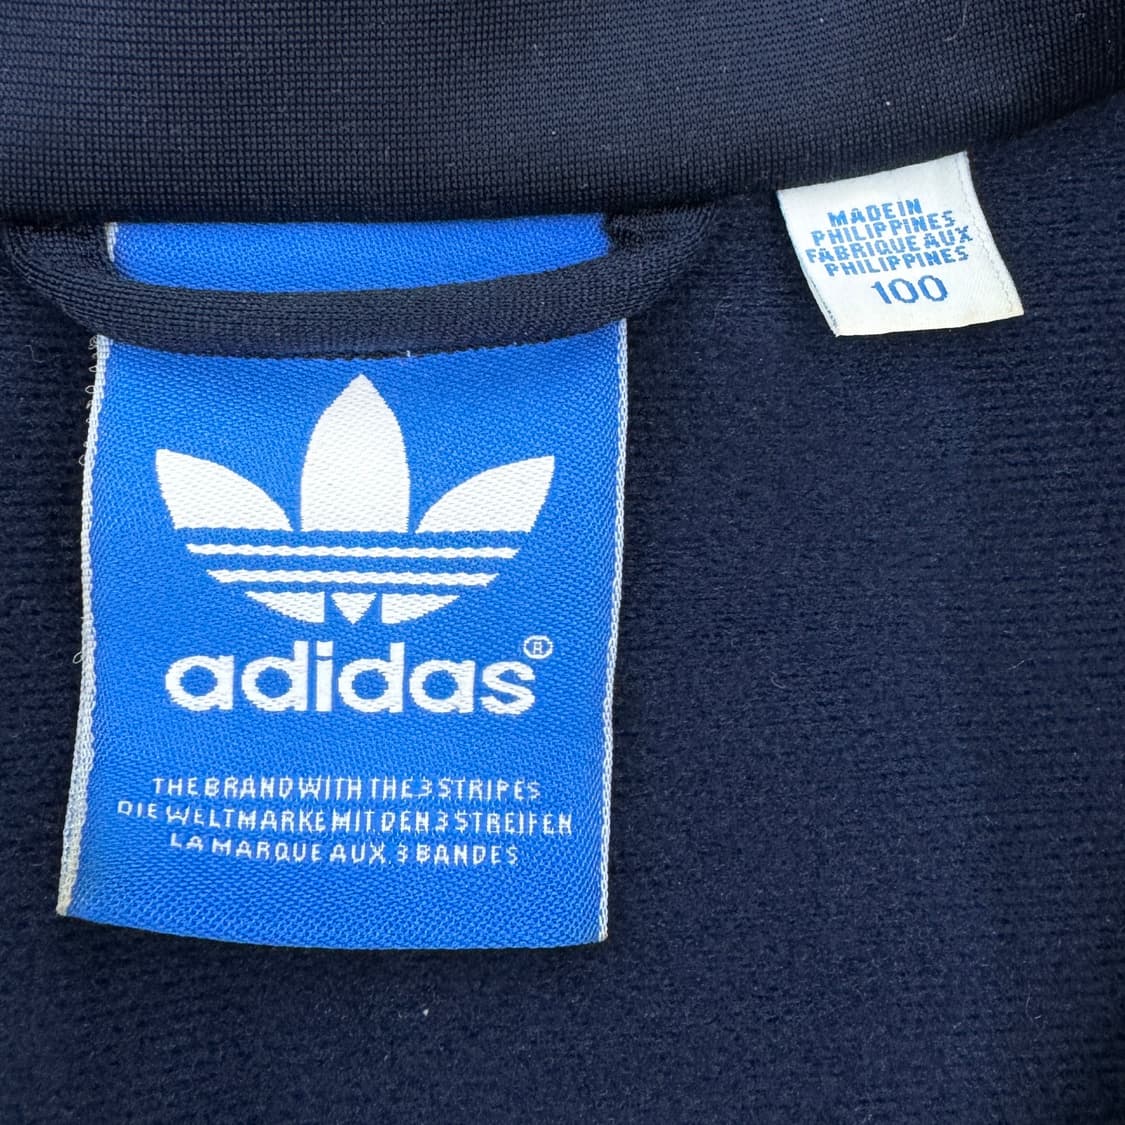 MADE IN
PHILIPPINES
FABRIQUE AUX
PHILIPPINES
100
adidas®
THE BRAND WITH THE 3 STRIPES
DIE WELTMARKE MIT DEN 3 STREIFEN
LA MARQUE AUX 3 BANDES